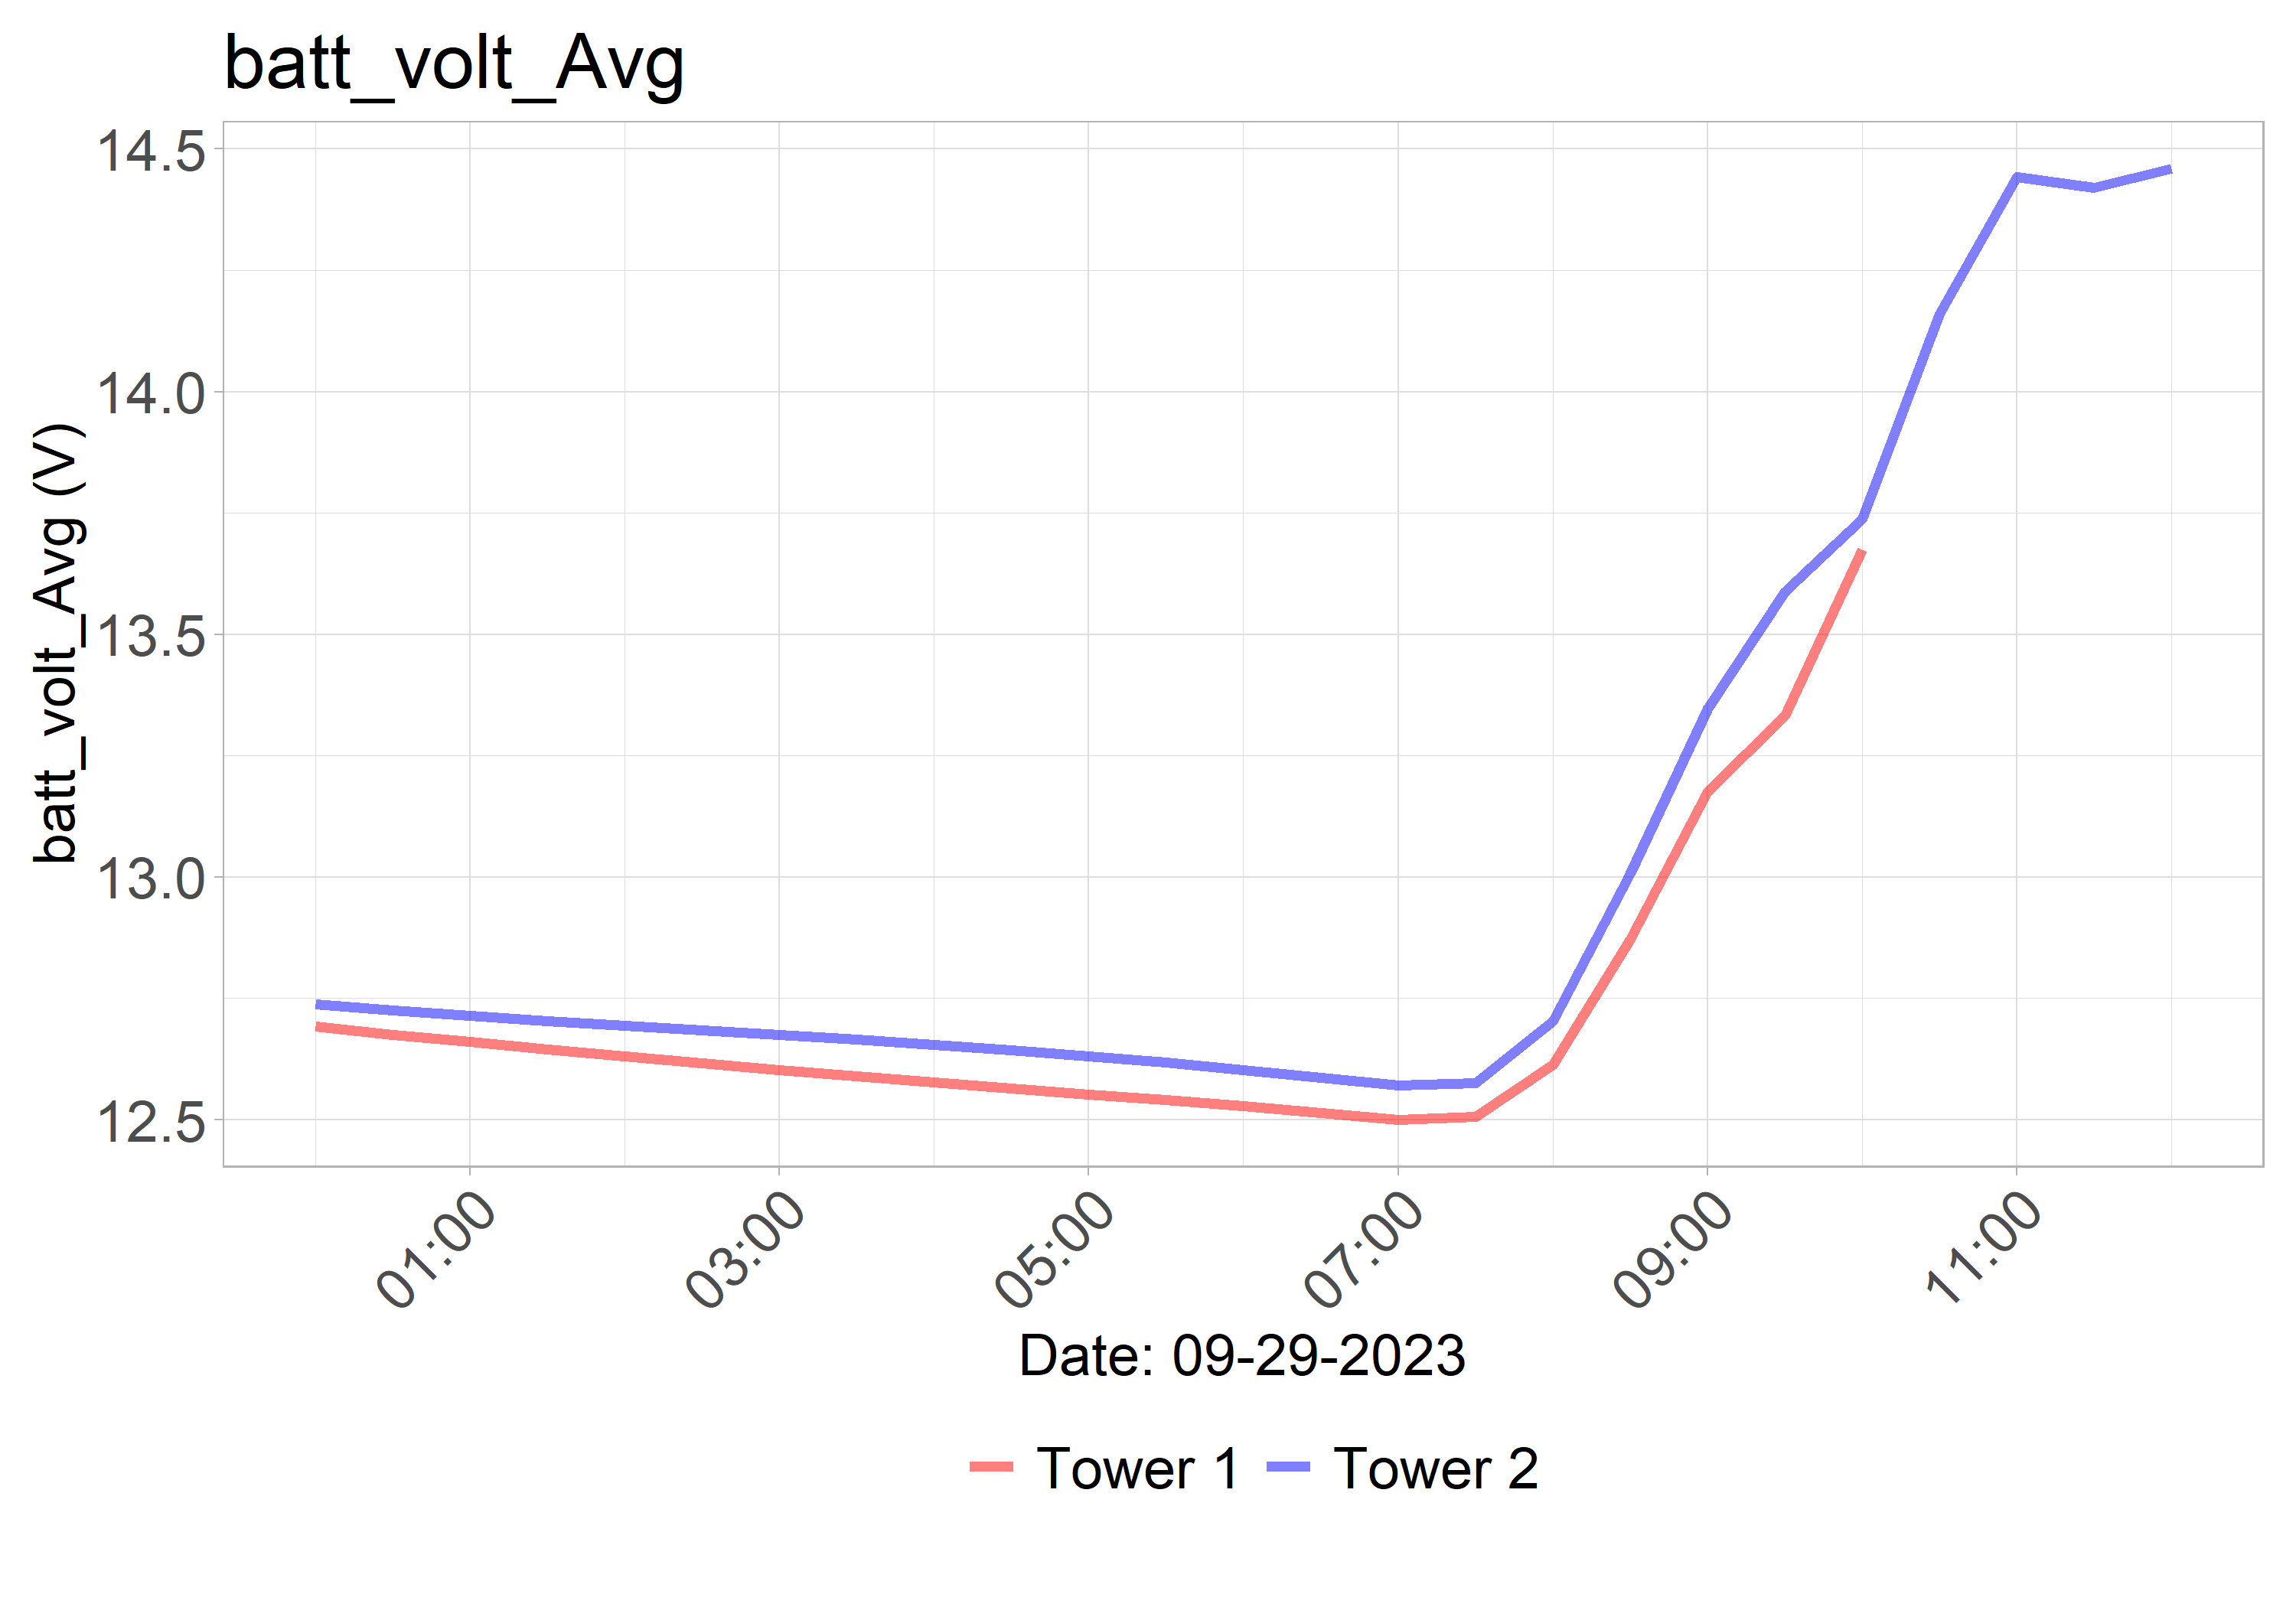 batt_volt_Avg
batt_volt_Avg (V)
14.5
14.0
13.5
13.0
12.5
01:00 03:00 05:00 07:00 09:00 11:00
Date: 09-29-2023
Tower 1 Tower 2